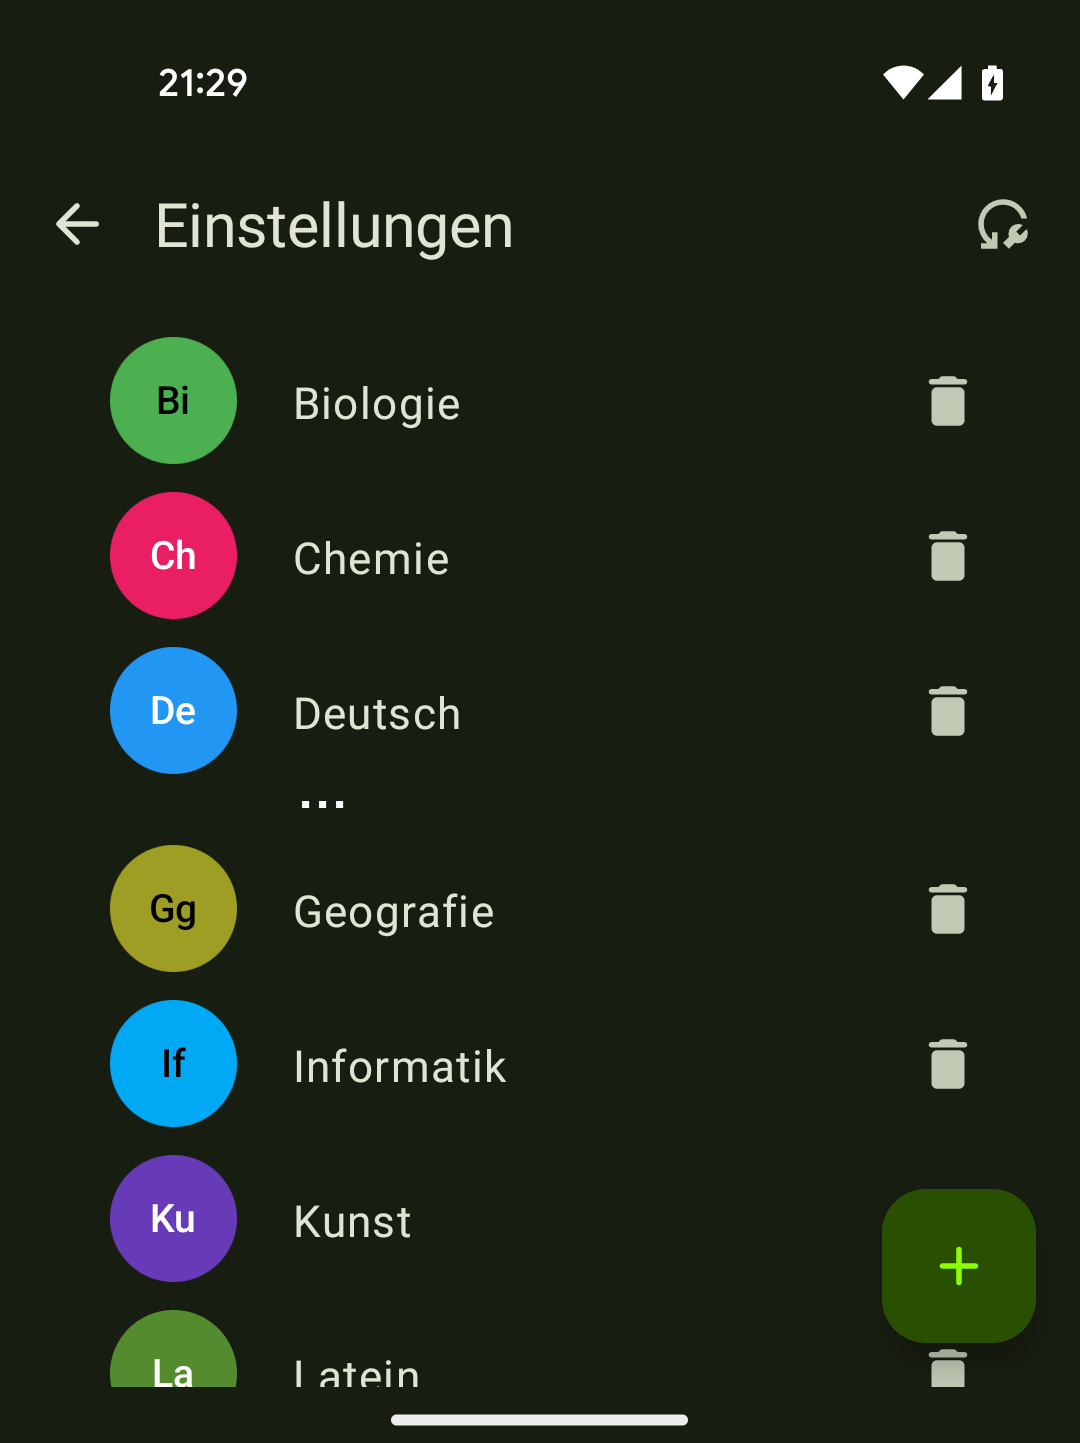 21:29
Einstellungen
Bi Biologie
Ch Chemie
De Deutsch
...
Gg Geografie
If Informatik
Ku Kunst
La Latein